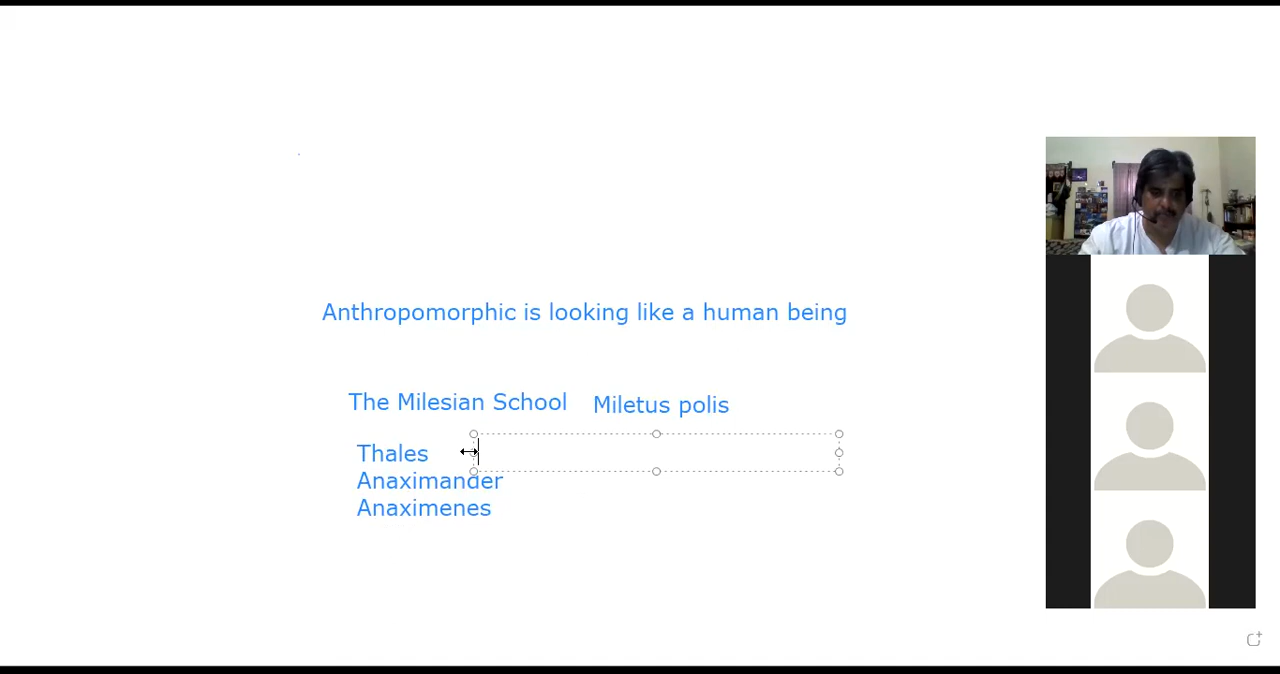 Anthropomorphic is looking like a human being
The Milesian School
Miletus polis
Thales
Anaximander
Anaximenes